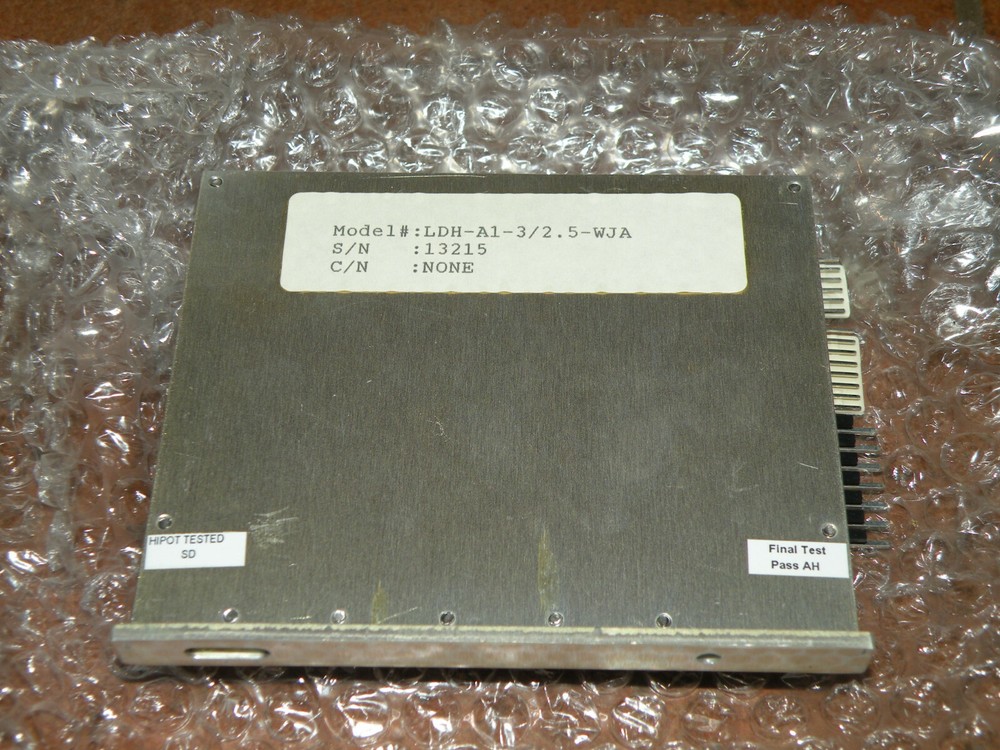 Model#:LDH-A1-3/2.5-WJA
S/N   :13215
C/N   :NONE
HIPOT TESTED
SD
Final Test
Pass AH